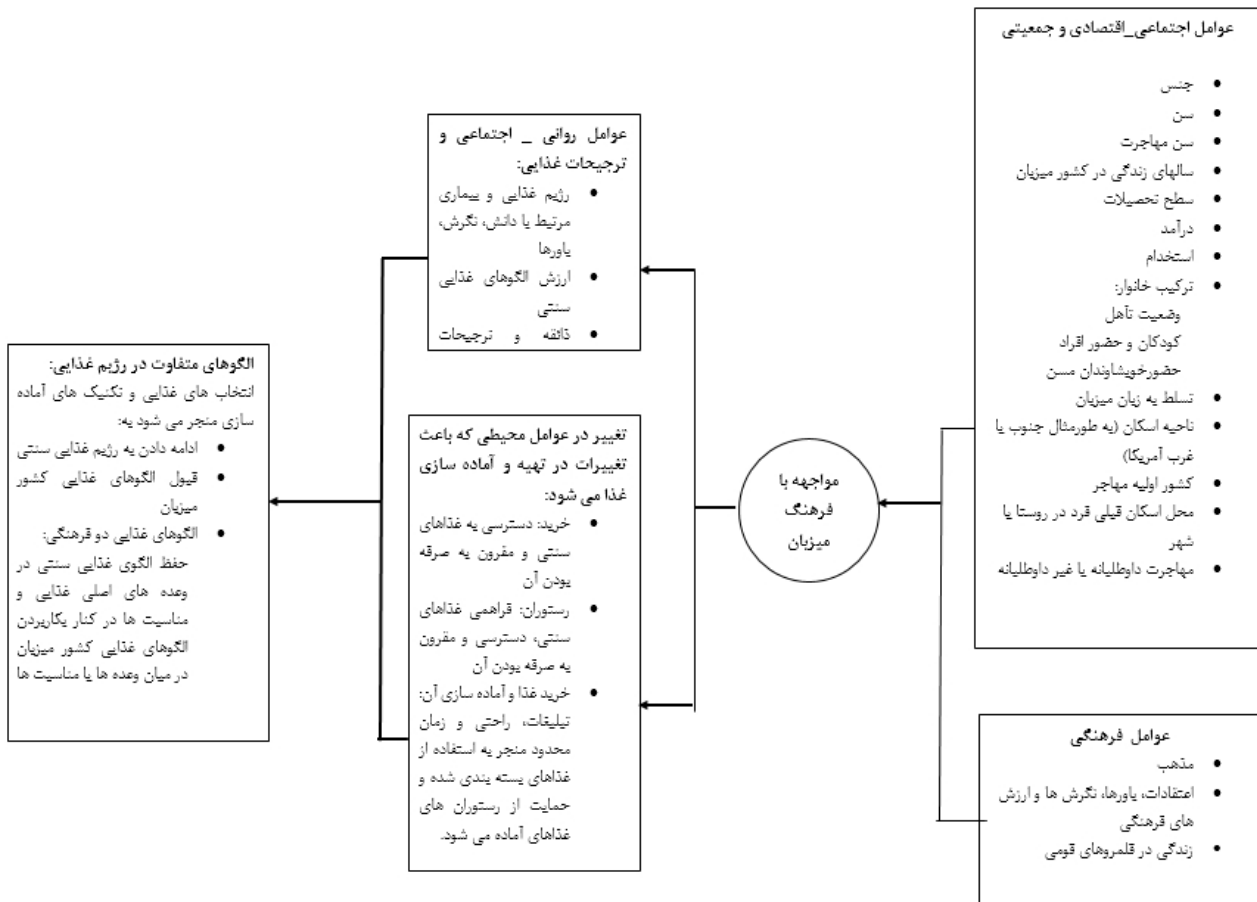 عوامل اجتماعی_اقتصادی و جمعیتی
• جنس
• سن
• سن مهاجرت
• سالهای زندگی در کشور میزبان
• سطح تحصیلات
• درآمد
• استخدام
• ترکیب خانوار:
وضعیت تأهل
کودکان و حضور افراد
حضورخویشاوندان مسن
• تسلط به زبان میزبان
• ناحیه اسکان (به طورمثال جنوب یا
غرب آمریکا)
• کشور اولیه مهاجر
• محل اسکان قبلی فرد در روستا یا
شهر
• مهاجرت داوطلبانه یا غیر داوطلبانه
عوامل فرهنگی
• مذهب
• اعتقادات، باورها، نگرش ها و ارزش
های فرهنگی
• زندگی در قلمروهای قومی
مواجهه با
فرهنگ
میزبان
عوامل روانی _ اجتماعی و
ترجیحات غذایی:
• رژیم غذایی و بیماری
مرتبط با دانش، نگرش،
باورها
• ارزش الگوهای غذایی
سنتی
• ذائقه و ترجیحات
تغییر در عوامل محیطی که باعث
تغییرات در تهیه و آماده سازی
غذا می شود:
• خرید: دسترسی به غذاهای
سنتی و مقرون به صرفه
بودن آن
• رستوران: فراهمی غذاهای
سنتی، دسترسی و مقرون
به صرفه بودن آن
• خرید غذا و آماده سازی آن:
تبلیغات، راحتی و زمان
محدود منجر به استفاده از
غذاهای بسته بندی شده و
حمایت از رستوران های
غذاهای آماده می شود.
الگوهای متفاوت در رژیم غذایی:
انتخاب های غذایی و تکنیک های آماده
سازی منجر می شود به:
• ادامه دادن به رژیم غذایی سنتی
• قبول الگوهای غذایی کشور
میزبان
• الگوهای غذایی دو فرهنگی:
حفظ الگوی غذایی سنتی در
وعده های اصلی غذایی و
مناسبت ها در کنار بکاربردن
الگوهای غذایی کشور میزبان
در میان وعده ها یا مناسبت ها